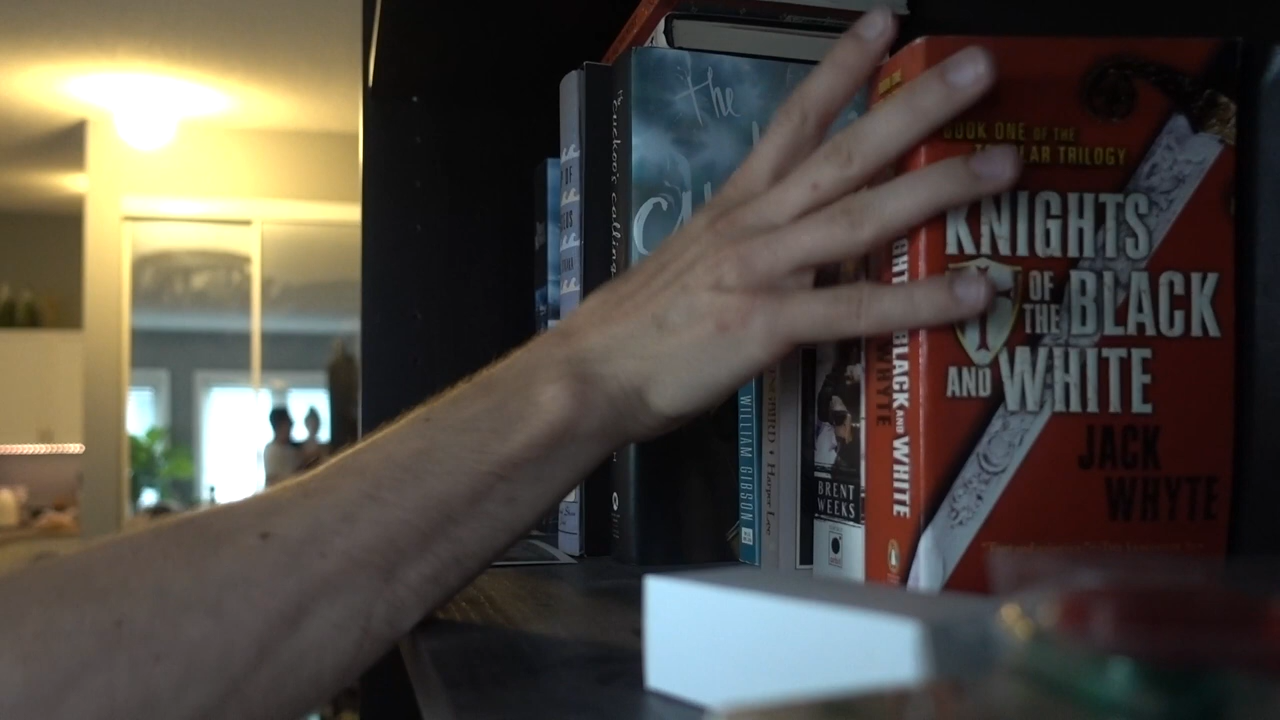 the
cuckoo's calling
WILLIAM GIBSON
Harper Lee
BRENT
WEEKS
BLACK AND WHITE
WHYTE
BOOK ONE OF THE
TRILOGY
KNIGHTS
OF
THE BLACK
AND WHITE
JACK
WHYTE